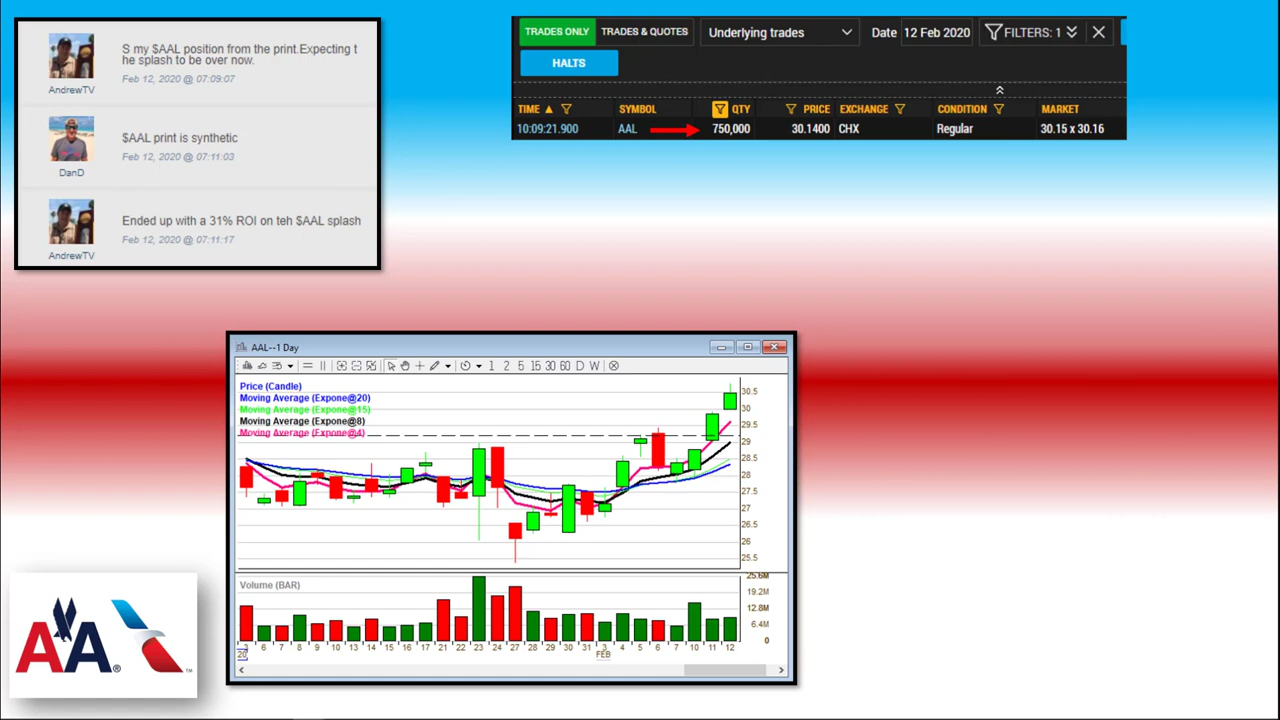 S my $AAL position from the print.Expecting t
he splash to be over now.
Feb 12, 2020 @ 07:09:07
AndrewTV
$AAL print is synthetic
Feb 12, 2020 @ 07:11:03
DanD
Ended up with a 31% ROI on teh $AAL splash
Feb 12, 2020 @ 07:11:17
AndrewTV
TRADES ONLY TRADES & QUOTES Underlying trades Date 12 Feb 2020 FILTERS: 1
HALTS
TIME SYMBOL QTY PRICE EXCHANGE CONDITION MARKET
10:09:21.900 AAL 750,000 30.1400 CHX Regular 30.15 x 30.16
AAL--1 Day
1 2 5 15 30 60 D W
Price (Candle)
Moving Average (Expone@20)
Moving Average (Expone@15)
Moving Average (Expone@8)
Moving Average (Expone@4)
30.5
30
29.5
29
28.5
28
27.5
27
26.5
26
25.5
Volume (BAR)
25.6M
19.2M
12.8M
6.4M
0
3 6 7 8 9 10 13 14 15 16 17 21 22 23 24 27 28 29 30 31 3 4 5 6 7 10 11 12
20 FEB
AA